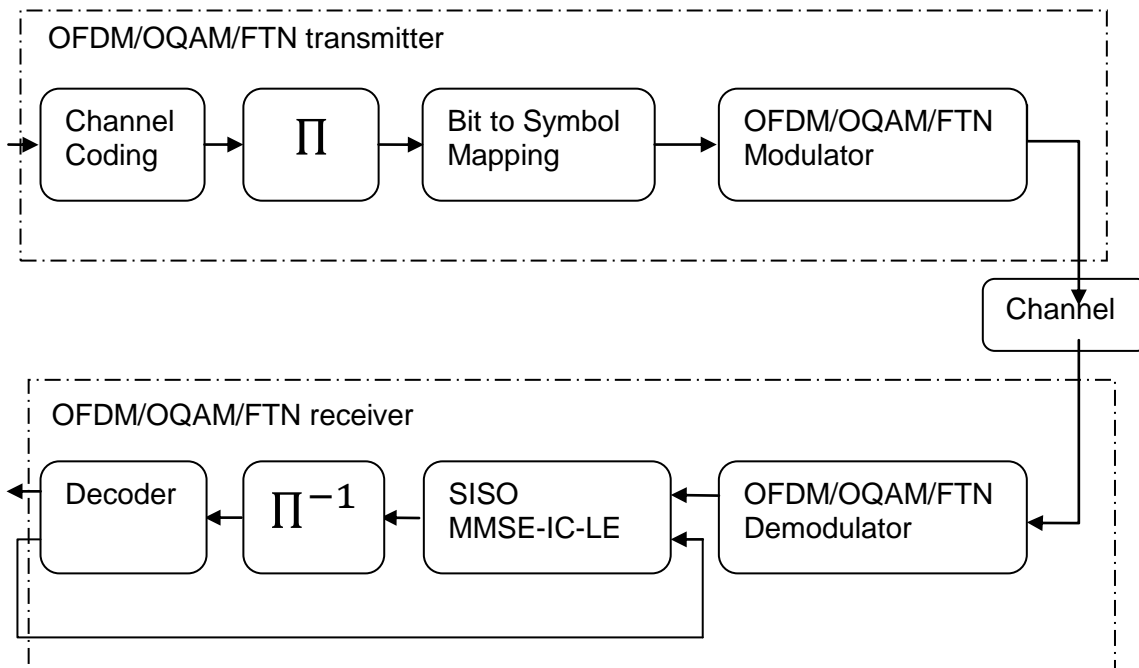 OFDM/OQAM/FTN transmitter
Channel
Coding
∏
Bit to Symbol
Mapping
OFDM/OQAM/FTN
Modulator
Channel
OFDM/OQAM/FTN receiver
Decoder
∏⁻¹
SISO
MMSE-IC-LE
OFDM/OQAM/FTN
Demodulator